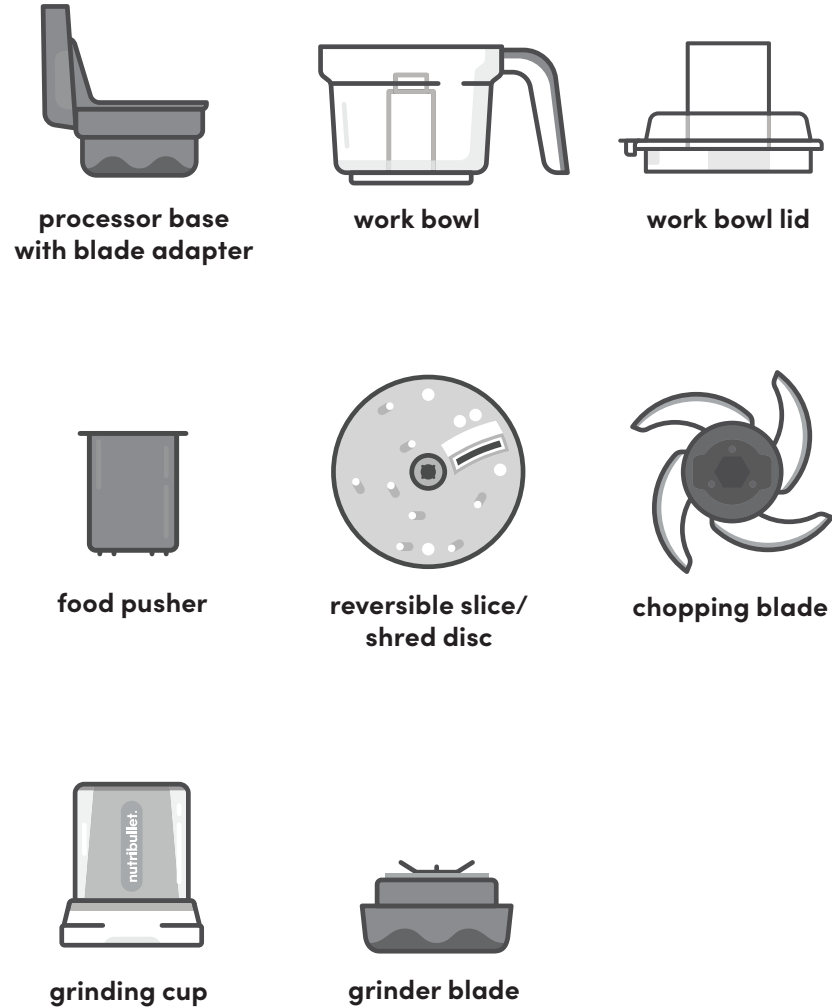 processor base
with blade adapter
work bowl
work bowl lid
food pusher
reversible slice/
shred disc
chopping blade
nutribullet.
grinding cup
grinder blade